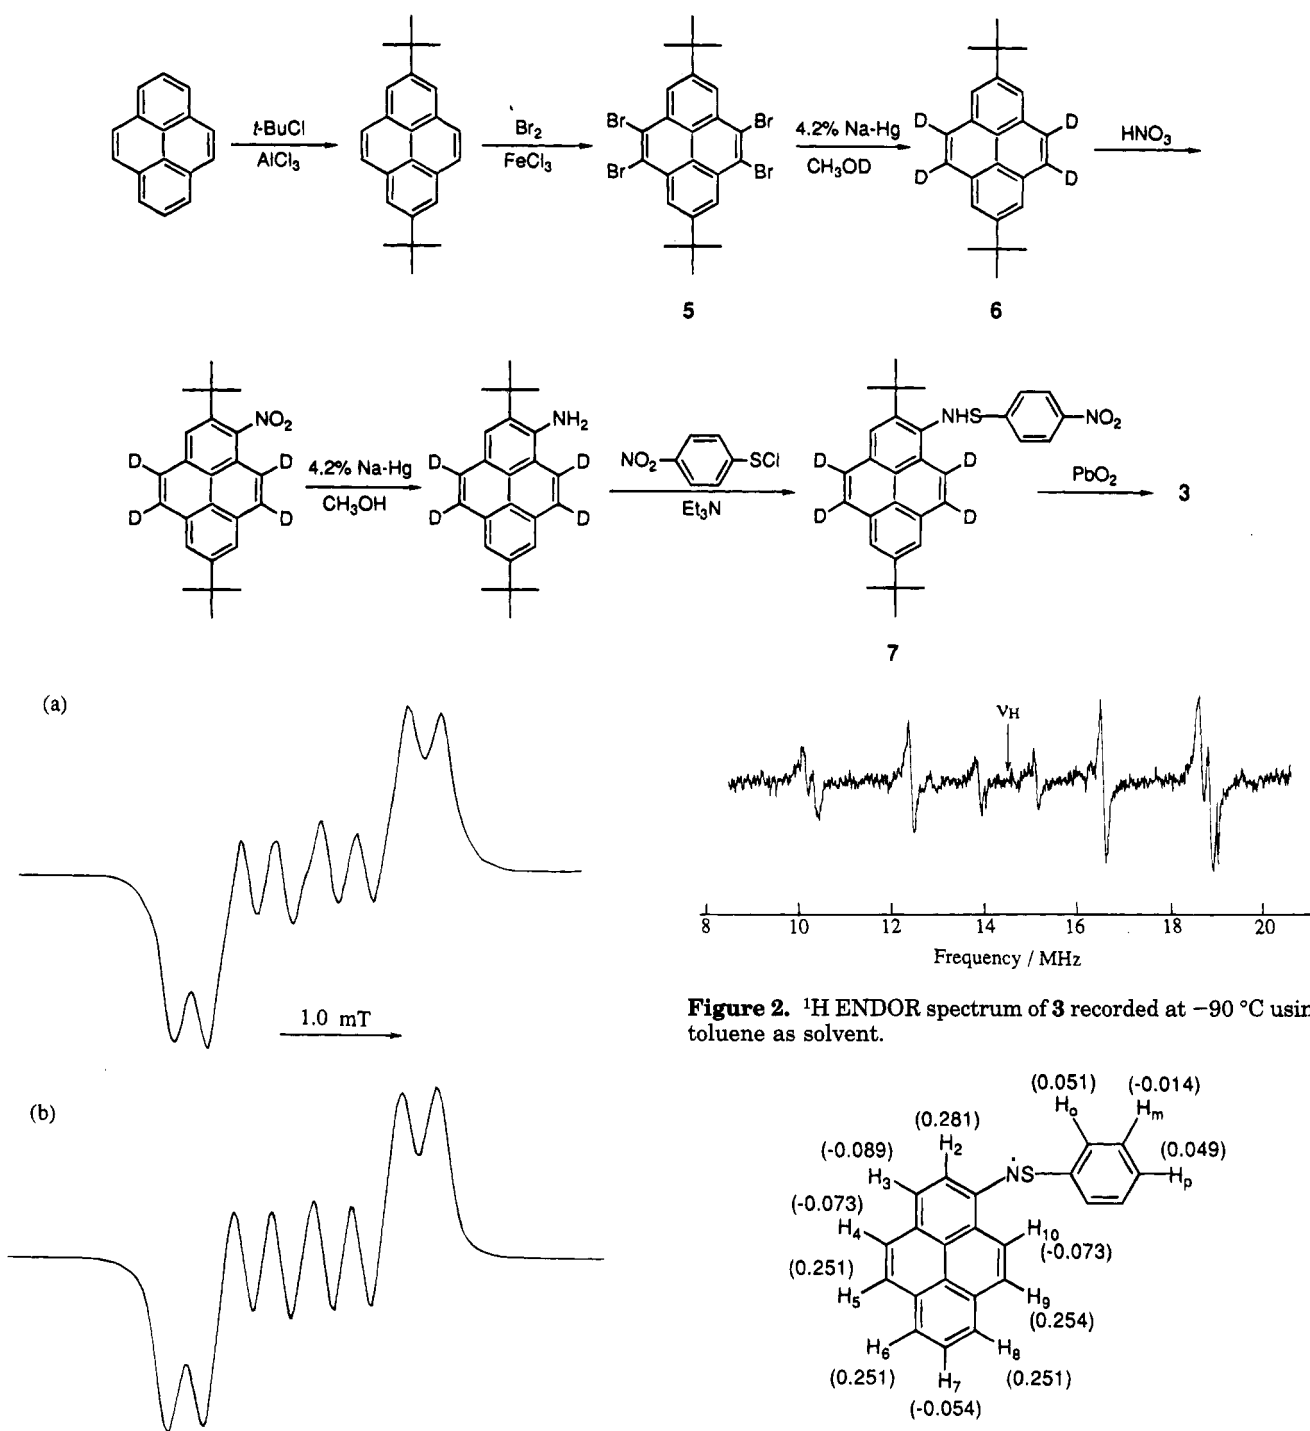 t-BuCl
AlCl3
Br2
FeCl3
Br
Br
Br
Br
4.2% Na-Hg
CH3OD
D
D
D
D
HNO3
5
6
NO2
D
D
D
D
4.2% Na-Hg
CH3OH
NH2
D
D
D
D
NO2
SCl
Et3N
NHS
NO2
D
D
D
D
PbO2
3
7
(a)
1.0 mT
(b)
νH
8
10
12
14
16
18
20
Frequency / MHz
Figure 2. 1H ENDOR spectrum of 3 recorded at −90 °C usin
toluene as solvent.
(0.051)
(-0.014)
Ho
Hm
(0.281)
(0.049)
(-0.089)
H2
ṄS
Hp
H3
(-0.073)
H4
H10
(-0.073)
(0.251)
H5
H9
(0.254)
H6
H8
(0.251)
H7
(0.251)
(-0.054)